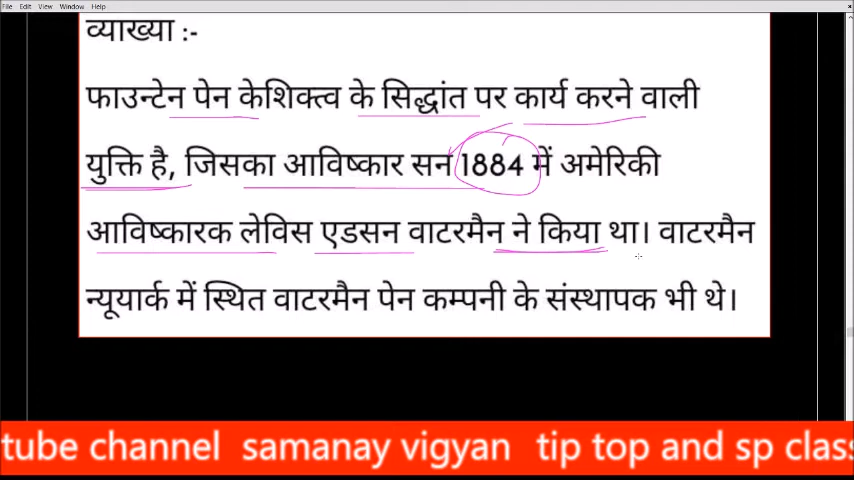 File Edit View Window Help
व्याख्या :-
फाउन्टेन पेन केशिक्त्व के सिद्धांत पर कार्य करने वाली
युक्ति है, जिसका आविष्कार सन 1884 में अमेरिकी
आविष्कारक लेविस एडसन वाटरमैन ने किया था। वाटरमैन
न्यूयार्क में स्थित वाटरमैन पेन कम्पनी के संस्थापक भी थे।
tube channel samanay vigyan tip top and sp class